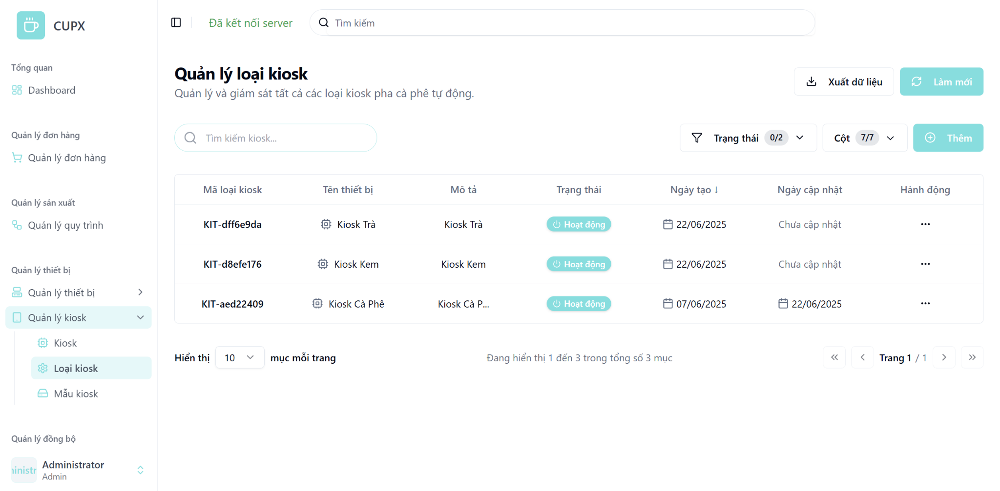 CUPX
Tổng quan
Dashboard
Quản lý đơn hàng
Quản lý đơn hàng
Quản lý sản xuất
Quản lý quy trình
Quản lý thiết bị
Quản lý thiết bị
Quản lý kiosk
Kiosk
Loại kiosk
Mẫu kiosk
Quản lý đồng bộ
Administrator
Admin
Đã kết nối server
Tìm kiếm
Quản lý loại kiosk
Quản lý và giám sát tất cả các loại kiosk pha cà phê tự động.
Xuất dữ liệu
Làm mới
Tìm kiếm kiosk...
Trạng thái 0/2
Cột 7/7
Thêm
Mã loại kiosk Tên thiết bị Mô tả Trạng thái Ngày tạo ↓ Ngày cập nhật Hành động
KIT-dff6e9da Kiosk Trà Kiosk Trà Hoạt động 22/06/2025 Chưa cập nhật ...
KIT-d8efe176 Kiosk Kem Kiosk Kem Hoạt động 22/06/2025 Chưa cập nhật ...
KIT-aed22409 Kiosk Cà Phê Kiosk Cà P... Hoạt động 07/06/2025 22/06/2025 ...
Hiển thị 10 mục mỗi trang
Đang hiển thị 1 đến 3 trong tổng số 3 mục
Trang 1 / 1